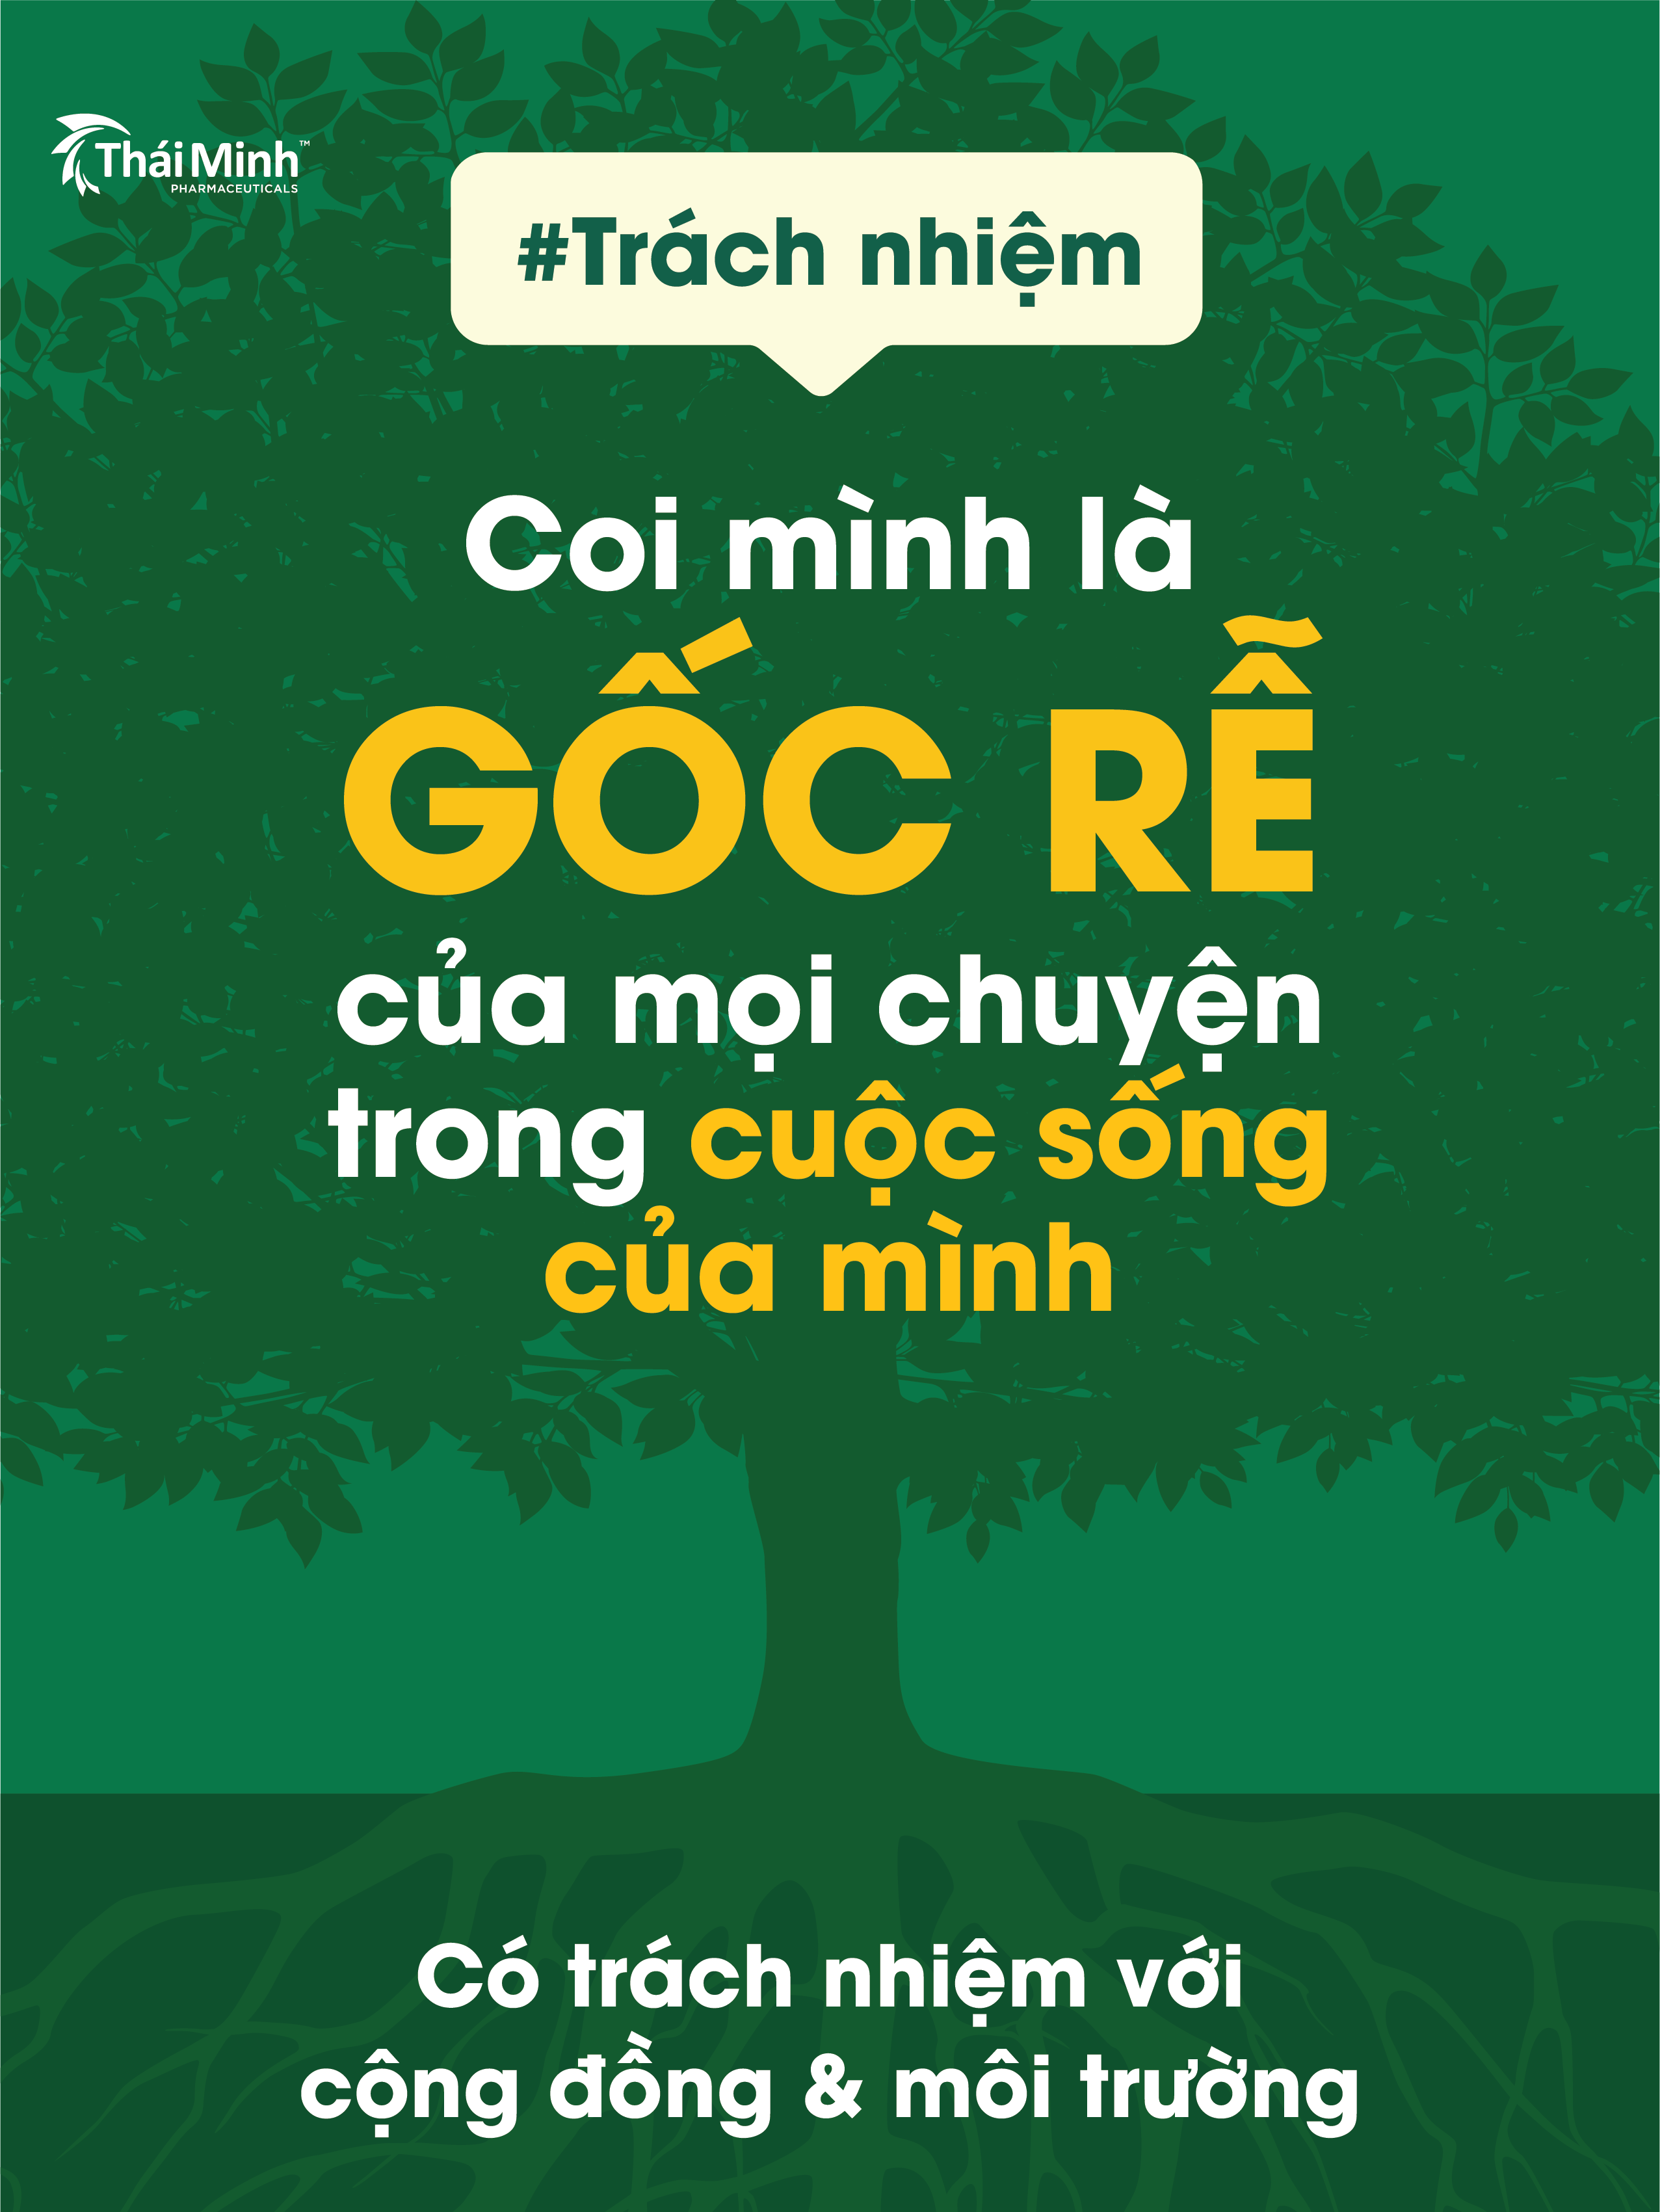 Thái Minh™
PHARMACEUTICALS
#Trách nhiệm
Coi mình là
GỐC RỄ
của mọi chuyện
trong cuộc sống
của mình
Có trách nhiệm với
cộng đồng & môi trường